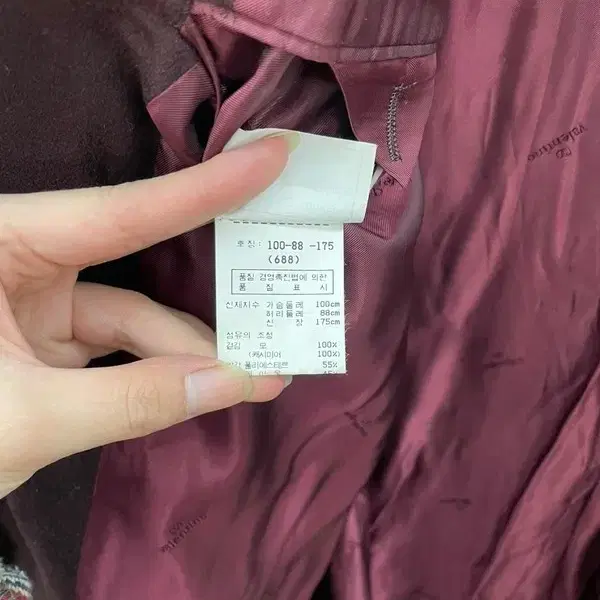 호칭: 100-88 -175
(688)
품질 경영촉진법에 의한
품 질 표 시
신체치수 가슴둘레 100cm
허리둘레 88cm
신 장 175cm
섬유의 조성
겉감 모 100%
(캐시미어 100%)
안감 폴리에스테르 55%
45%
valentino